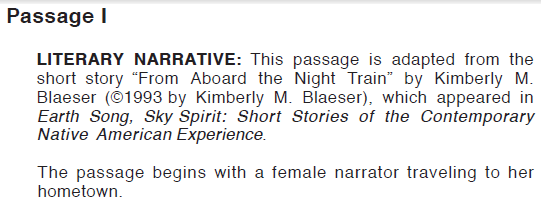 Passage I
LITERARY NARRATIVE: This passage is adapted from the
short story “From Aboard the Night Train” by Kimberly M.
Blaeser (©1993 by Kimberly M. Blaeser), which appeared in
Earth Song, Sky Spirit: Short Stories of the Contemporary
Native American Experience.
The passage begins with a female narrator traveling to her
hometown.